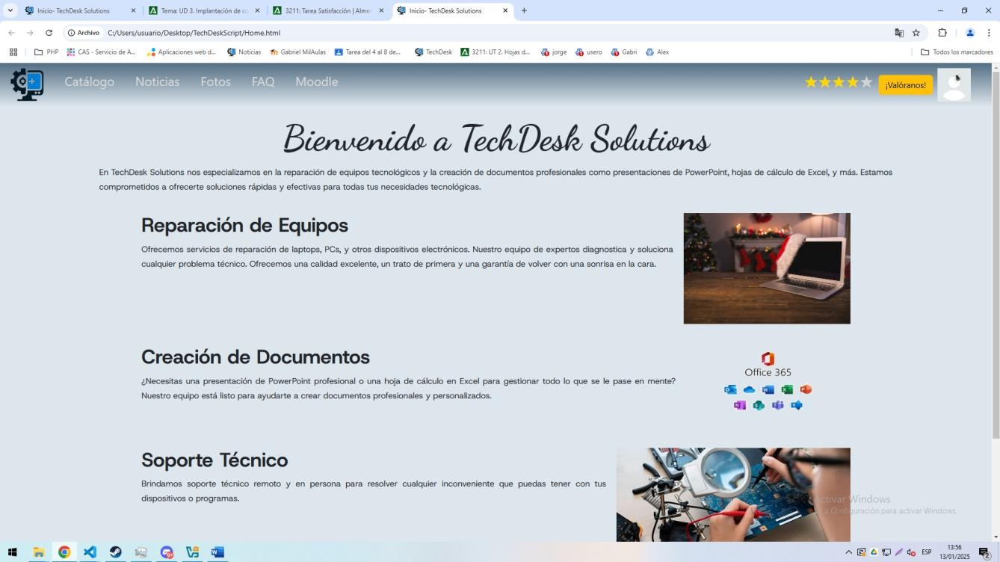 Inicio- TechDesk Solutions
Tema: UD 3. Implantación de co
3211: Tarea Satisfacción | Almer
Inicio- TechDesk Solutions
Archivo
C:/Users/usuario/Desktop/TechDeskScript/Home.html
PHP
CAS - Servicio de A...
Aplicaciones web d...
Noticias
Gabriel MilAulas
Tarea del 4 al 8 de...
TechDesk
3211: UT 2. Hojas d...
jorge
usero
Gabri
Alex
Todos los marcadores
Catálogo
Noticias
Fotos
FAQ
Moodle
¡Valóranos!
Bienvenido a TechDesk Solutions
En TechDesk Solutions nos especializamos en la reparación de equipos tecnológicos y la creación de documentos profesionales como presentaciones de PowerPoint, hojas de cálculo de Excel, y más. Estamos
comprometidos a ofrecerte soluciones rápidas y efectivas para todas tus necesidades tecnológicas.
Reparación de Equipos
Ofrecemos servicios de reparación de laptops, PCs, y otros dispositivos electrónicos. Nuestro equipo de expertos diagnostica y soluciona
cualquier problema técnico. Ofrecemos una calidad excelente, un trato de primera y una garantía de volver con una sonrisa en la cara.
Creación de Documentos
¿Necesitas una presentación de PowerPoint profesional o una hoja de cálculo en Excel para gestionar todo lo que se le pase en mente?
Nuestro equipo está listo para ayudarte a crear documentos profesionales y personalizados.
Office 365
Soporte Técnico
Brindamos soporte técnico remoto y en persona para resolver cualquier inconveniente que puedas tener con tus
dispositivos o programas.
Activar Windows
a Configuración para activar Windows.
ESP
13:56
13/01/2025